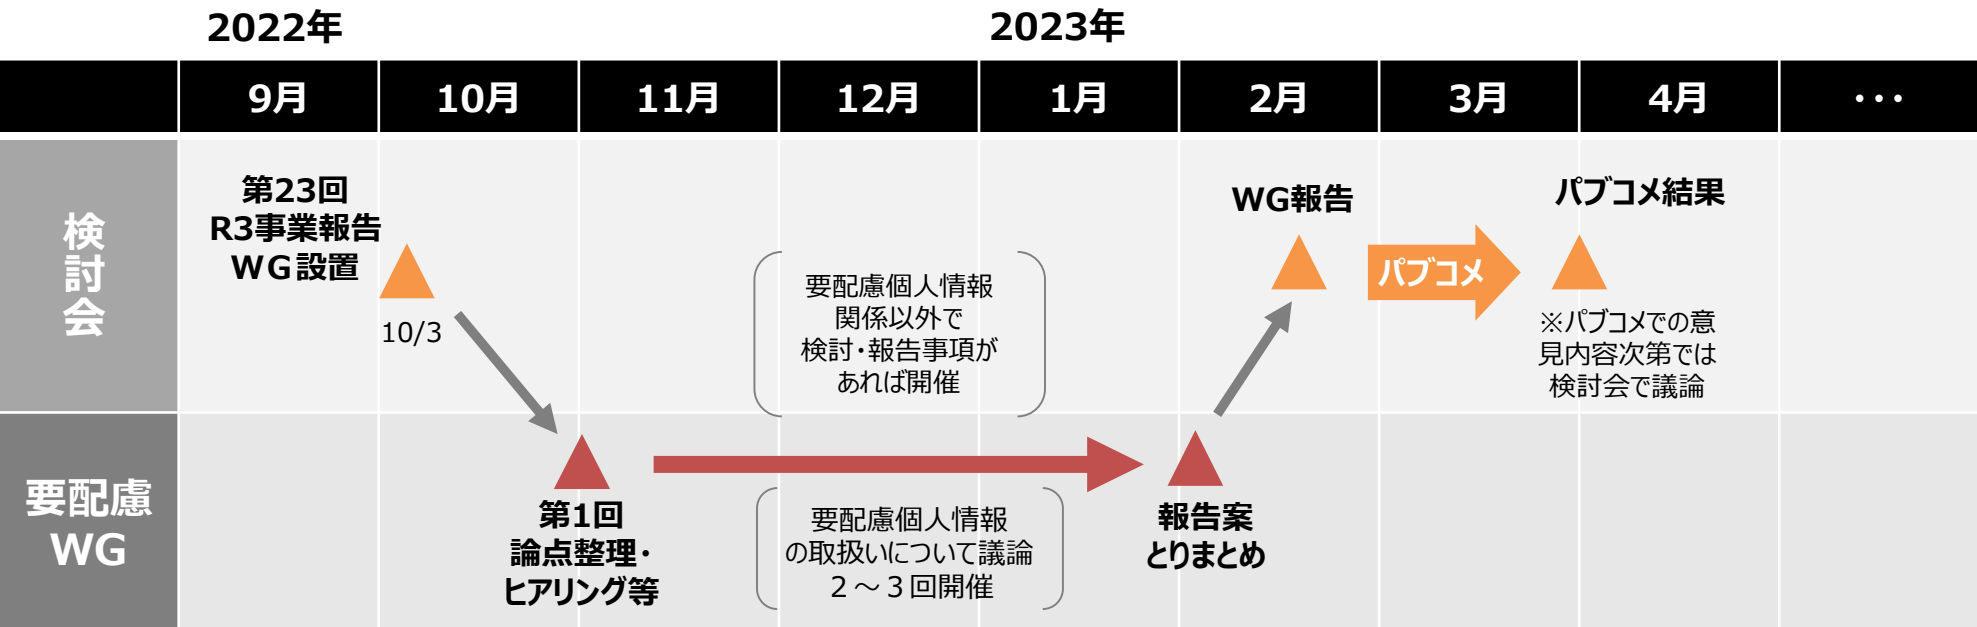 2022年
2023年
9月
10月
11月
12月
1月
2月
3月
4月
・・・
検
討
会
第23回
R3事業報告
WG設置
10/3
要配慮個人情報
関係以外で
検討・報告事項が
あれば開催
WG報告
パブコメ
パブコメ結果
※パブコメでの意
見内容次第では
検討会で議論
要配慮
WG
第1回
論点整理・
ヒアリング等
要配慮個人情報
の取扱いについて議論
２～３回開催
報告案
とりまとめ